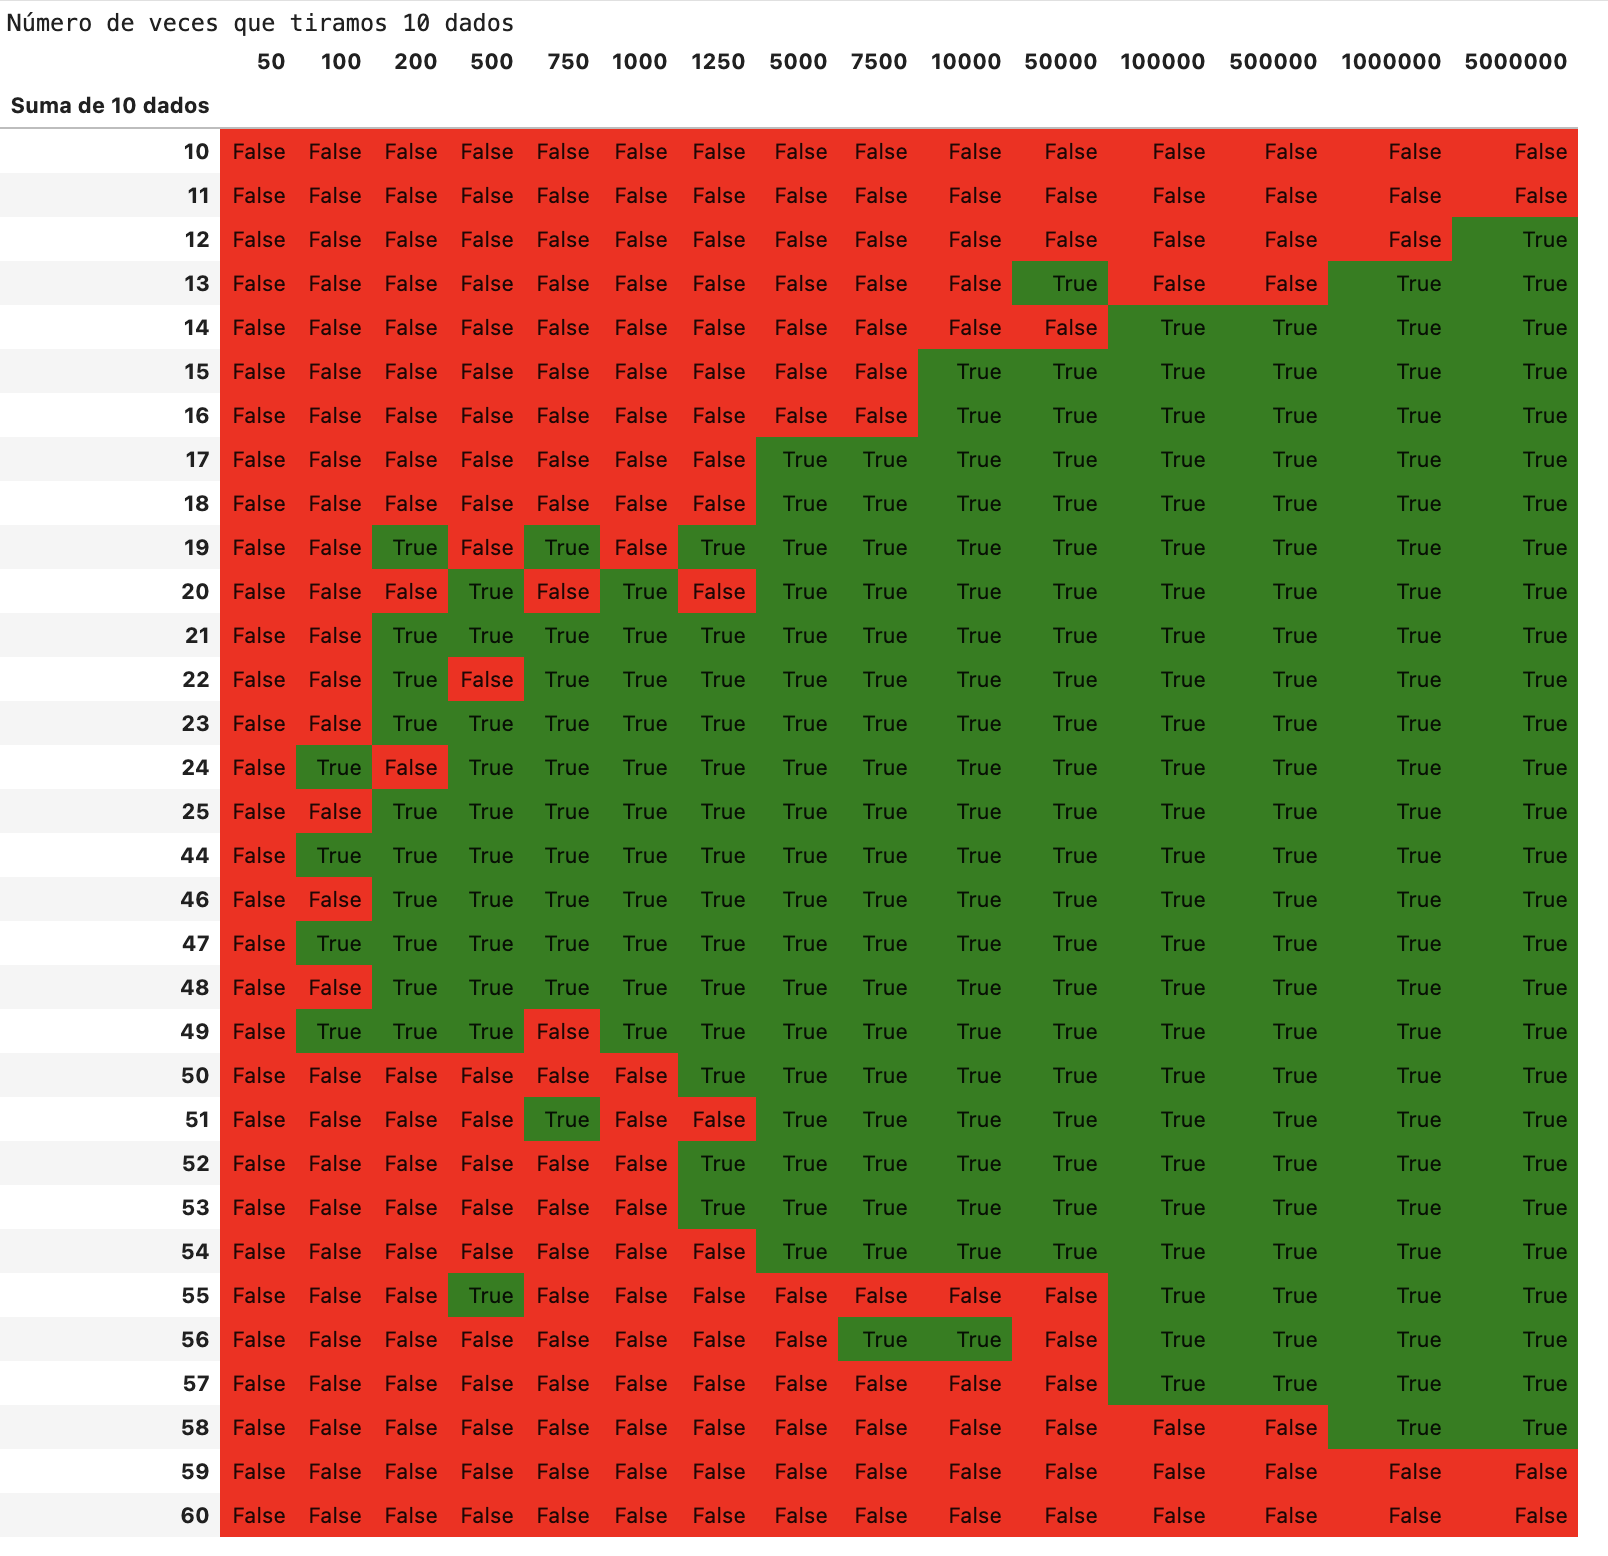 Número de veces que tiramos 10 dados
50 100 200 500 750 1000 1250 5000 7500 10000 50000 100000 500000 1000000 5000000
Suma de 10 dados
10 False False False False False False False False False False False False False False False
11 False False False False False False False False False False False False False False False
12 False False False False False False False False False False False False False False True
13 False False False False False False False False False False True False False True True
14 False False False False False False False False False False False True True True True
15 False False False False False False False False False True True True True True True
16 False False False False False False False False False True True True True True True
17 False False False False False False False True True True True True True True True
18 False False False False False False False True True True True True True True True
19 False False True False True False True True True True True True True True True
20 False False False True False True False True True True True True True True True
21 False False True True True True True True True True True True True True True
22 False False True False True True True True True True True True True True True
23 False False True True True True True True True True True True True True True
24 False True False True True True True True True True True True True True True
25 False False True True True True True True True True True True True True True
44 False True True True True True True True True True True True True True True
46 False False True True True True True True True True True True True True True
47 False True True True True True True True True True True True True True True
48 False False True True True True True True True True True True True True True
49 False True True True False True True True True True True True True True True
50 False False False False False False True True True True True True True True True
51 False False False False True False False True True True True True True True True
52 False False False False False False True True True True True True True True True
53 False False False False False False True True True True True True True True True
54 False False False False False False False True True True True True True True True
55 False False False True False False False False False False False True True True True
56 False False False False False False False False True True False True True True True
57 False False False False False False False False False False False True True True True
58 False False False False False False False False False False False False False True True
59 False False False False False False False False False False False False False False False
60 False False False False False False False False False False False False False False False